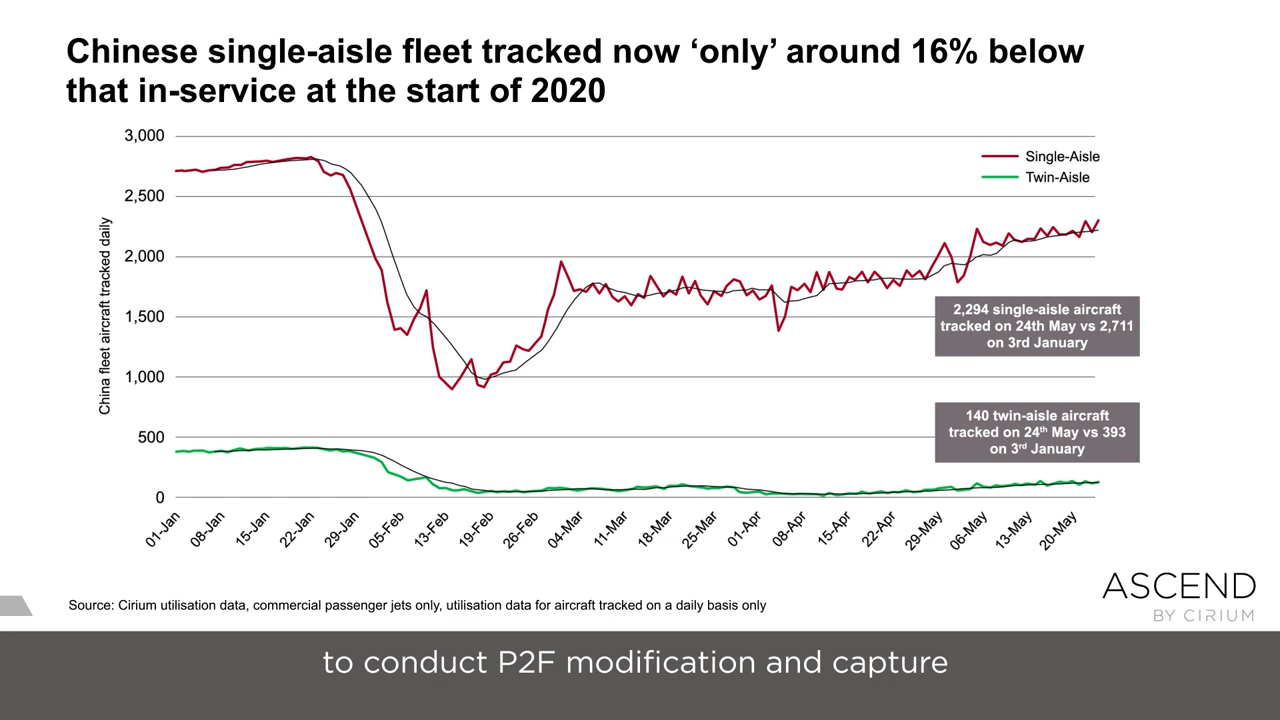 Chinese single-aisle fleet tracked now ‘only’ around 16% below
that in-service at the start of 2020
China fleet aircraft tracked daily
3,000
2,500
2,000
1,500
1,000
500
0
Single-Aisle
Twin-Aisle
2,294 single-aisle aircraft
tracked on 24th May vs 2,711
on 3rd January
140 twin-aisle aircraft
tracked on 24th May vs 393
on 3rd January
01-Jan
08-Jan
15-Jan
22-Jan
29-Jan
05-Feb
13-Feb
19-Feb
26-Feb
04-Mar
11-Mar
18-Mar
25-Mar
01-Apr
08-Apr
15-Apr
22-Apr
29-May
06-May
13-May
20-May
Source: Cirium utilisation data, commercial passenger jets only, utilisation data for aircraft tracked on a daily basis only
ASCEND
BY CIRIUM
to conduct P2F modification and capture